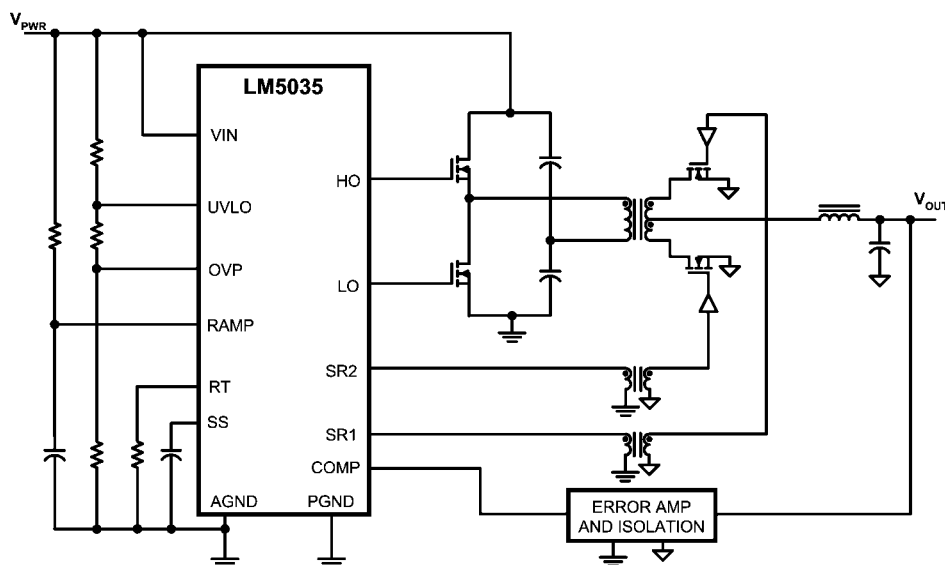 VPWR
LM5035
VIN
HO
UVLO
VOUT
OVP
LO
RAMP
SR2
RT
SS
SR1
COMP
AGND
PGND
ERROR AMP
AND ISOLATION